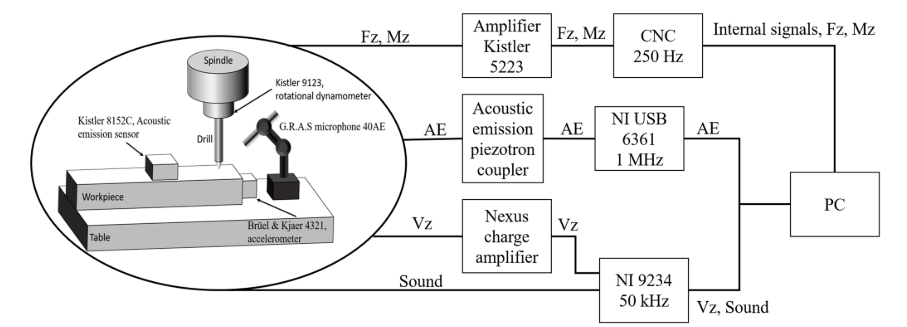 Spindle
Kistler 9123,
rotational dynamometer
Kistler 8152C, Acoustic
emission sensor
Drill
G.R.A.S microphone 40AE
Workpiece
Brüel & Kjaer 4321,
accelerometer
Table
Fz, Mz
Amplifier
Kistler
5223
Fz, Mz
CNC
250 Hz
Internal signals, Fz, Mz
AE
Acoustic
emission
piezotron
coupler
AE
NI USB
6361
1 MHz
AE
PC
Vz
Nexus
charge
amplifier
Vz
Sound
NI 9234
50 kHz
Vz, Sound